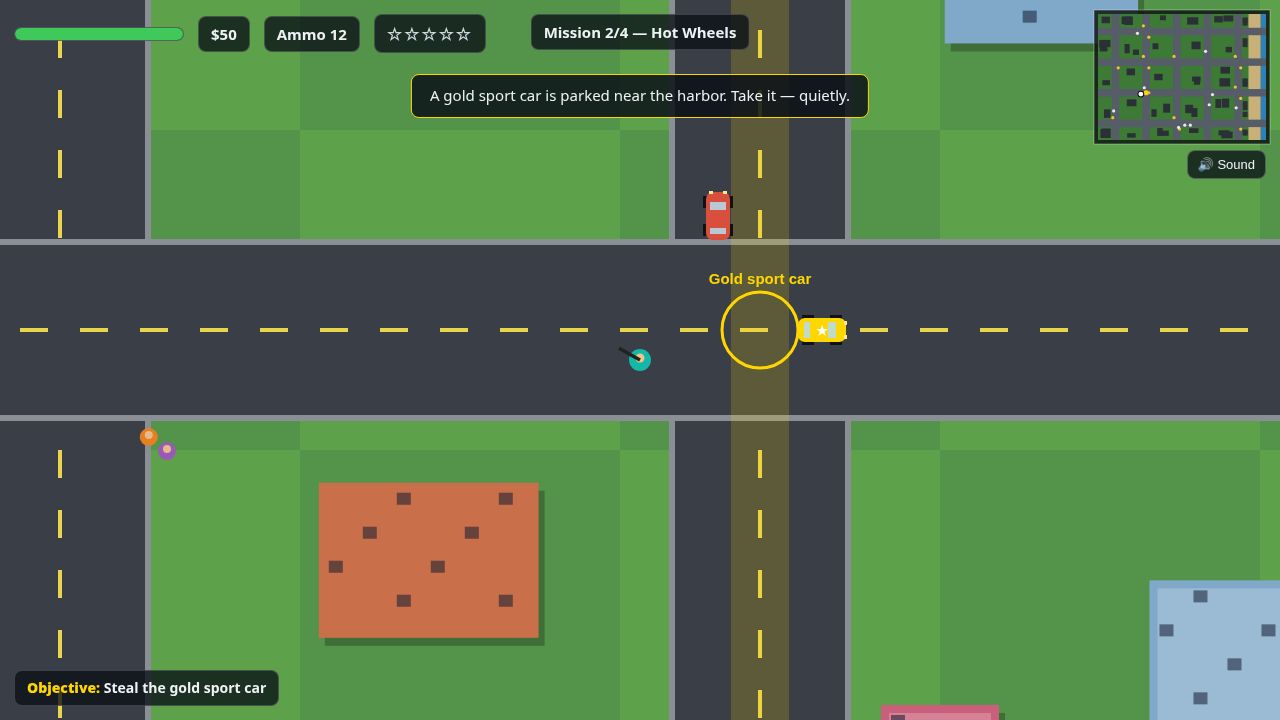 $50
Ammo 12
☆☆☆☆☆
Mission 2/4 — Hot Wheels
A gold sport car is parked near the harbor. Take it — quietly.
🔊 Sound
Gold sport car
Objective: Steal the gold sport car